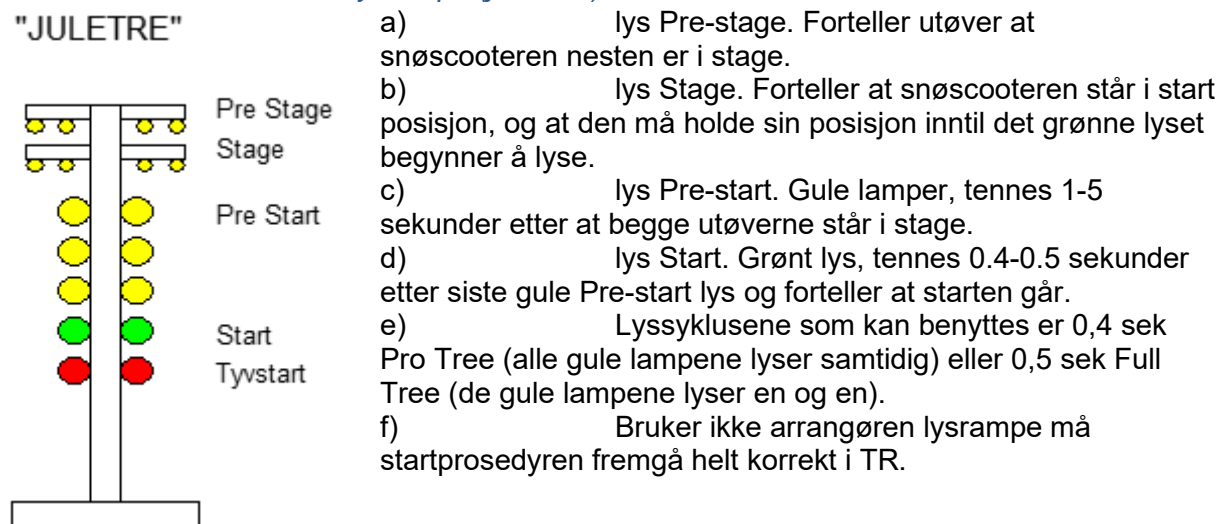 "JULETRE"
Pre Stage
Stage
Pre Start
Start
Tyvstart
a) lys Pre-stage. Forteller utøver at
snøscooteren nesten er i stage.
b) lys Stage. Forteller at snøscooteren står i start
posisjon, og at den må holde sin posisjon inntil det grønne lyset
begynner å lyse.
c) lys Pre-start. Gule lamper, tennes 1-5
sekunder etter at begge utøverne står i stage.
d) lys Start. Grønt lys, tennes 0.4-0.5 sekunder
etter siste gule Pre-start lys og forteller at starten går.
e) Lyssyklusene som kan benyttes er 0,4 sek
Pro Tree (alle gule lampene lyser samtidig) eller 0,5 sek Full
Tree (de gule lampene lyser en og en).
f) Bruker ikke arrangøren lysrampe må
startprosedyren fremgå helt korrekt i TR.